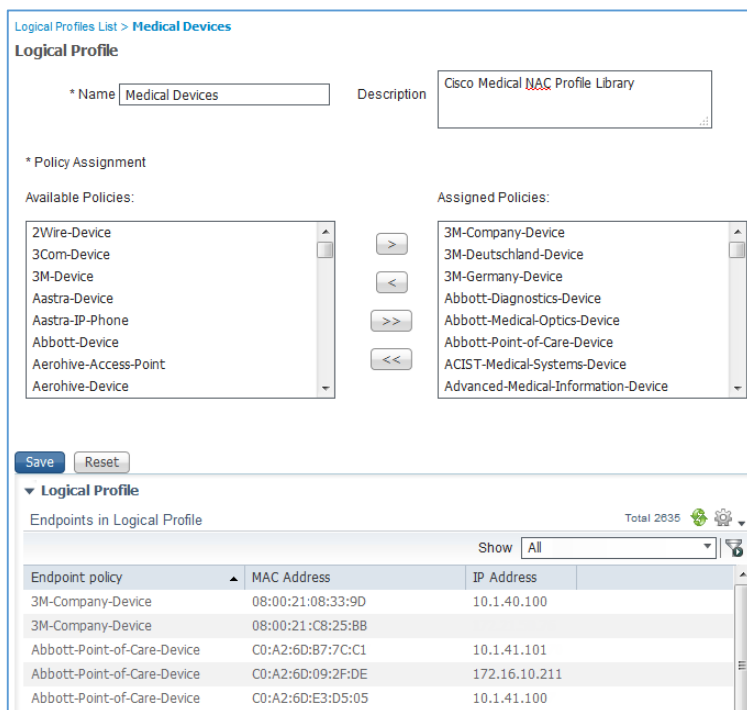 Logical Profiles List > Medical Devices
Logical Profile
* Name Medical Devices Description Cisco Medical NAC Profile Library
* Policy Assignment
Available Policies: Assigned Policies:
2Wire-Device
3Com-Device
3M-Device
Aastra-Device
Aastra-IP-Phone
Abbott-Device
Aerohive-Access-Point
Aerohive-Device
>
<
>>
<<
3M-Company-Device
3M-Deutschland-Device
3M-Germany-Device
Abbott-Diagnostics-Device
Abbott-Medical-Optics-Device
Abbott-Point-of-Care-Device
ACIST-Medical-Systems-Device
Advanced-Medical-Information-Device
Save Reset
Logical Profile
Endpoints in Logical Profile Total 2635
Show All
Endpoint policy MAC Address IP Address
3M-Company-Device 08:00:21:08:33:9D 10.1.40.100
3M-Company-Device 08:00:21:C8:25:BB
Abbott-Point-of-Care-Device C0:A2:6D:B7:7C:C1 10.1.41.101
Abbott-Point-of-Care-Device C0:A2:6D:09:2F:DE 172.16.10.211
Abbott-Point-of-Care-Device C0:A2:6D:E3:D5:05 10.1.41.100